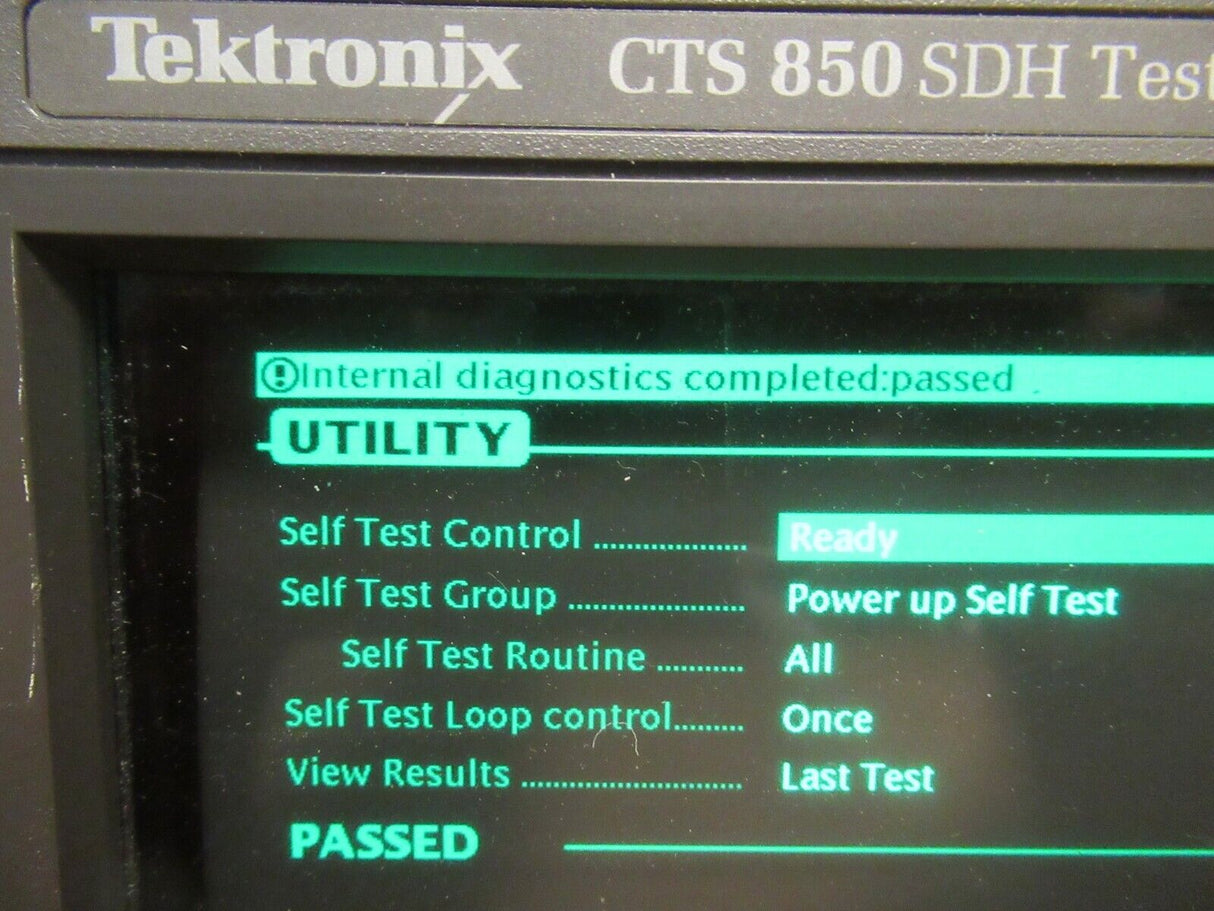 Tektronix CTS 850 SDH Test
Internal diagnostics completed:passed
UTILITY
Self Test Control ................... Ready
Self Test Group ...................... Power up Self Test
Self Test Routine ........... All
Self Test Loop control......... Once
View Results ........................... Last Test
PASSED